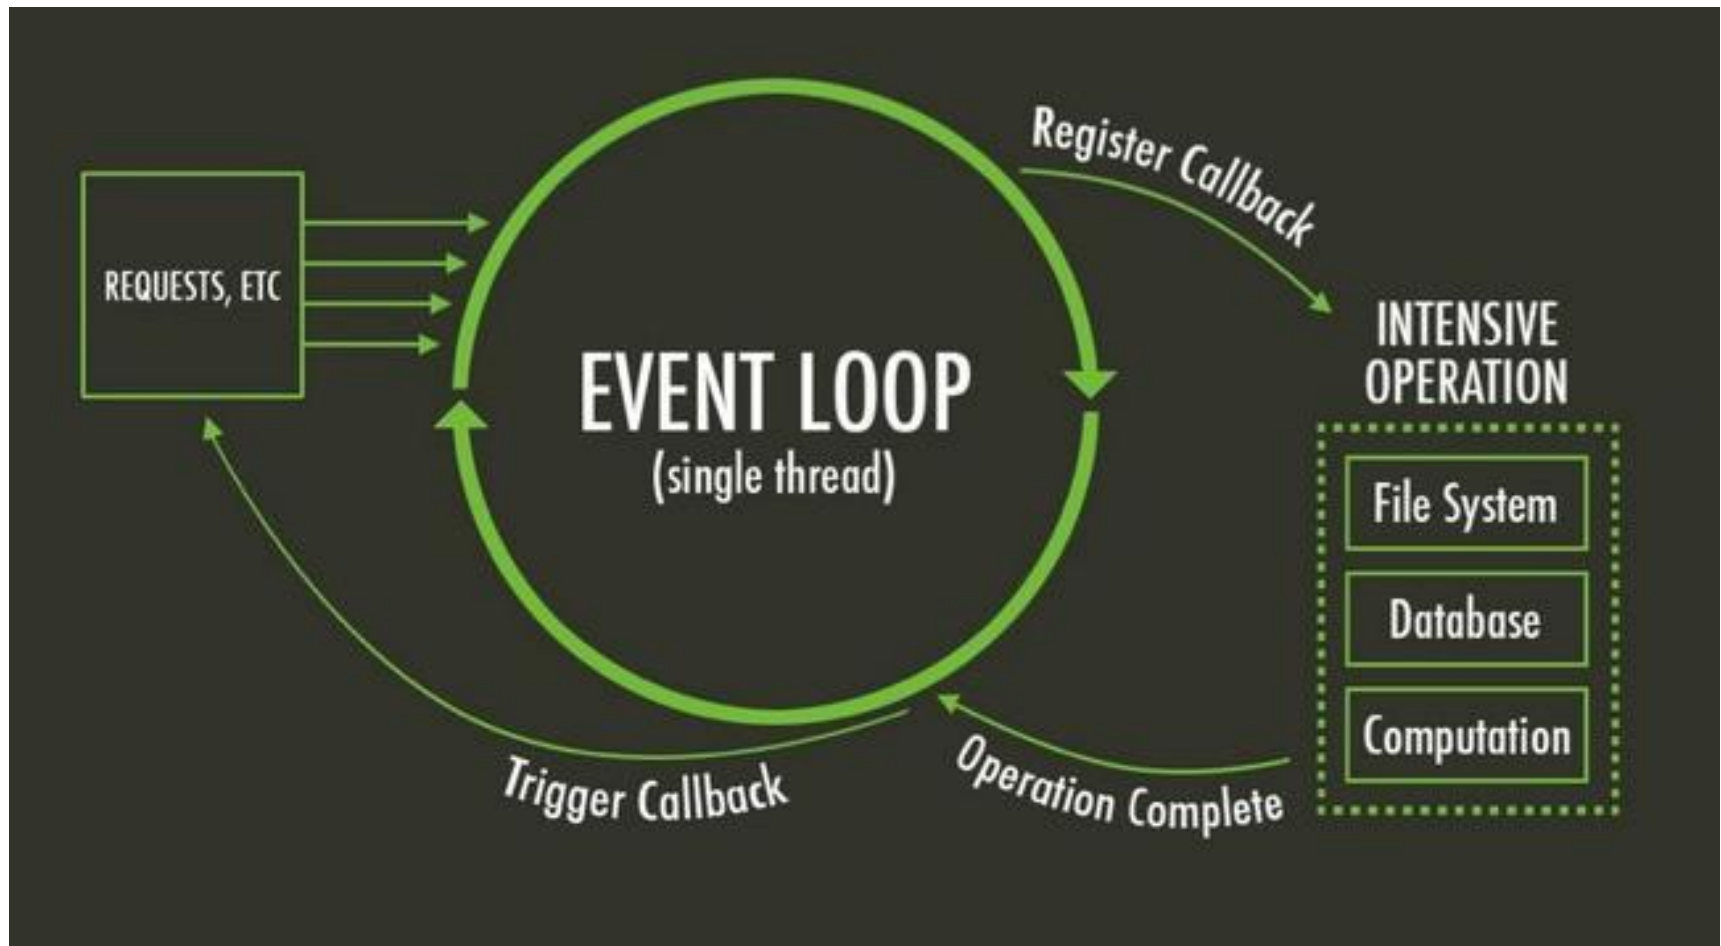 Register Callback
REQUESTS, ETC
INTENSIVE
OPERATION
EVENT LOOP
(single thread)
File System
Database
Computation
Operation Complete
Trigger Callback